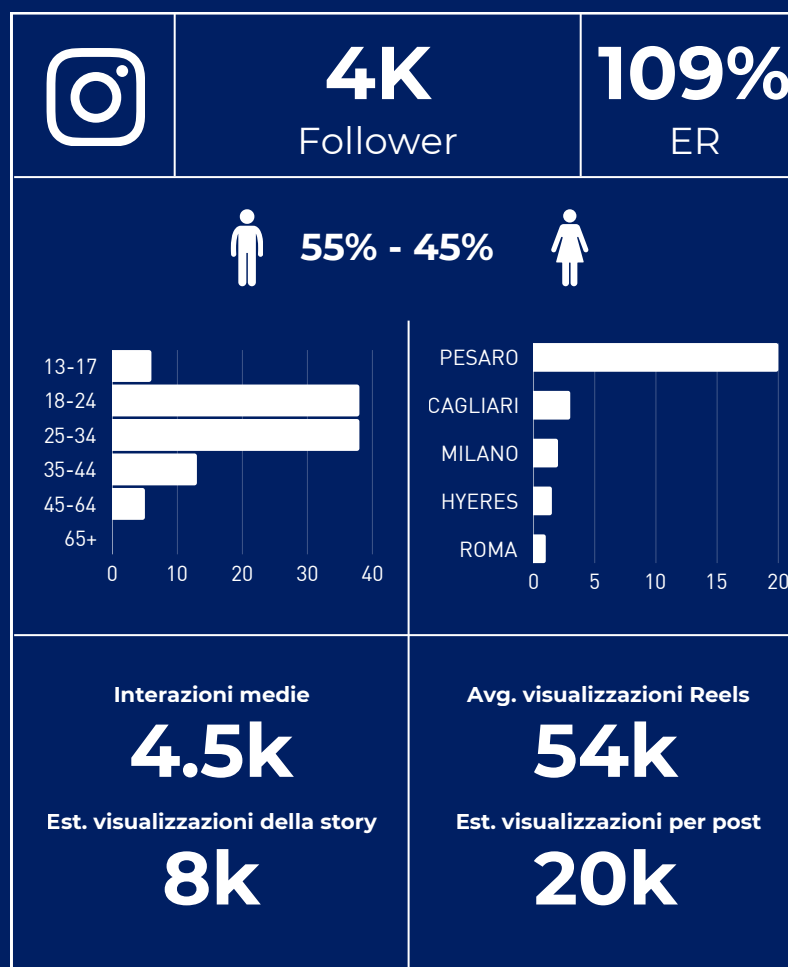 4K
Follower
109%
ER
55% - 45%
13-17
18-24
25-34
35-44
45-64
65+
0 10 20 30 40
PESARO
CAGLIARI
MILANO
HYERES
ROMA
0 5 10 15 20
Interazioni medie
4.5k
Est. visualizzazioni della story
8k
Avg. visualizzazioni Reels
54k
Est. visualizzazioni per post
20k